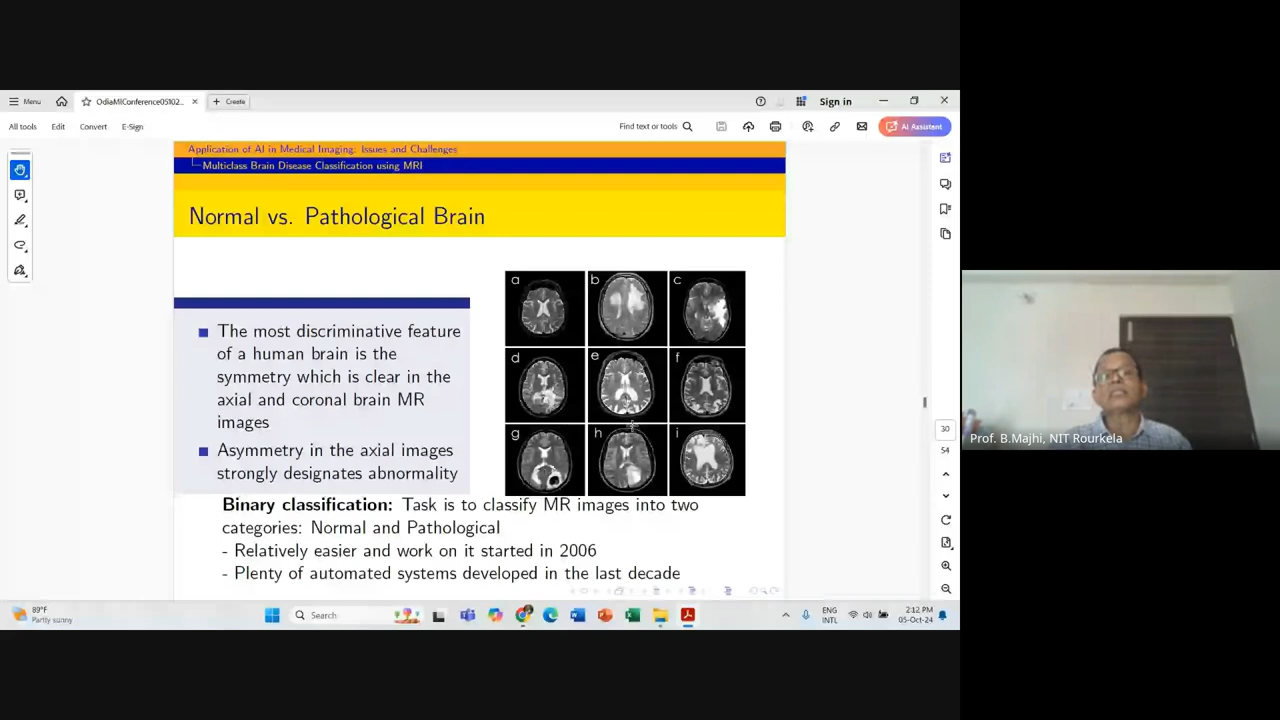 Menu
OdiaMlConference05102...
Create
Sign in
All tools
Edit
Convert
E-Sign
Find text or tools
AI Assistant
Application of AI in Medical Imaging: Issues and Challenges
Multiclass Brain Disease Classification using MRI
Normal vs. Pathological Brain
The most discriminative feature
of a human brain is the
symmetry which is clear in the
axial and coronal brain MR
images
Asymmetry in the axial images
strongly designates abnormality
a
b
c
d
e
f
g
h
i
Binary classification: Task is to classify MR images into two
categories: Normal and Pathological
- Relatively easier and work on it started in 2006
- Plenty of automated systems developed in the last decade
30
54
Prof. B.Majhi, NIT Rourkela
89°F
Partly sunny
Search
ENG
INTL
2:12 PM
05-Oct-24